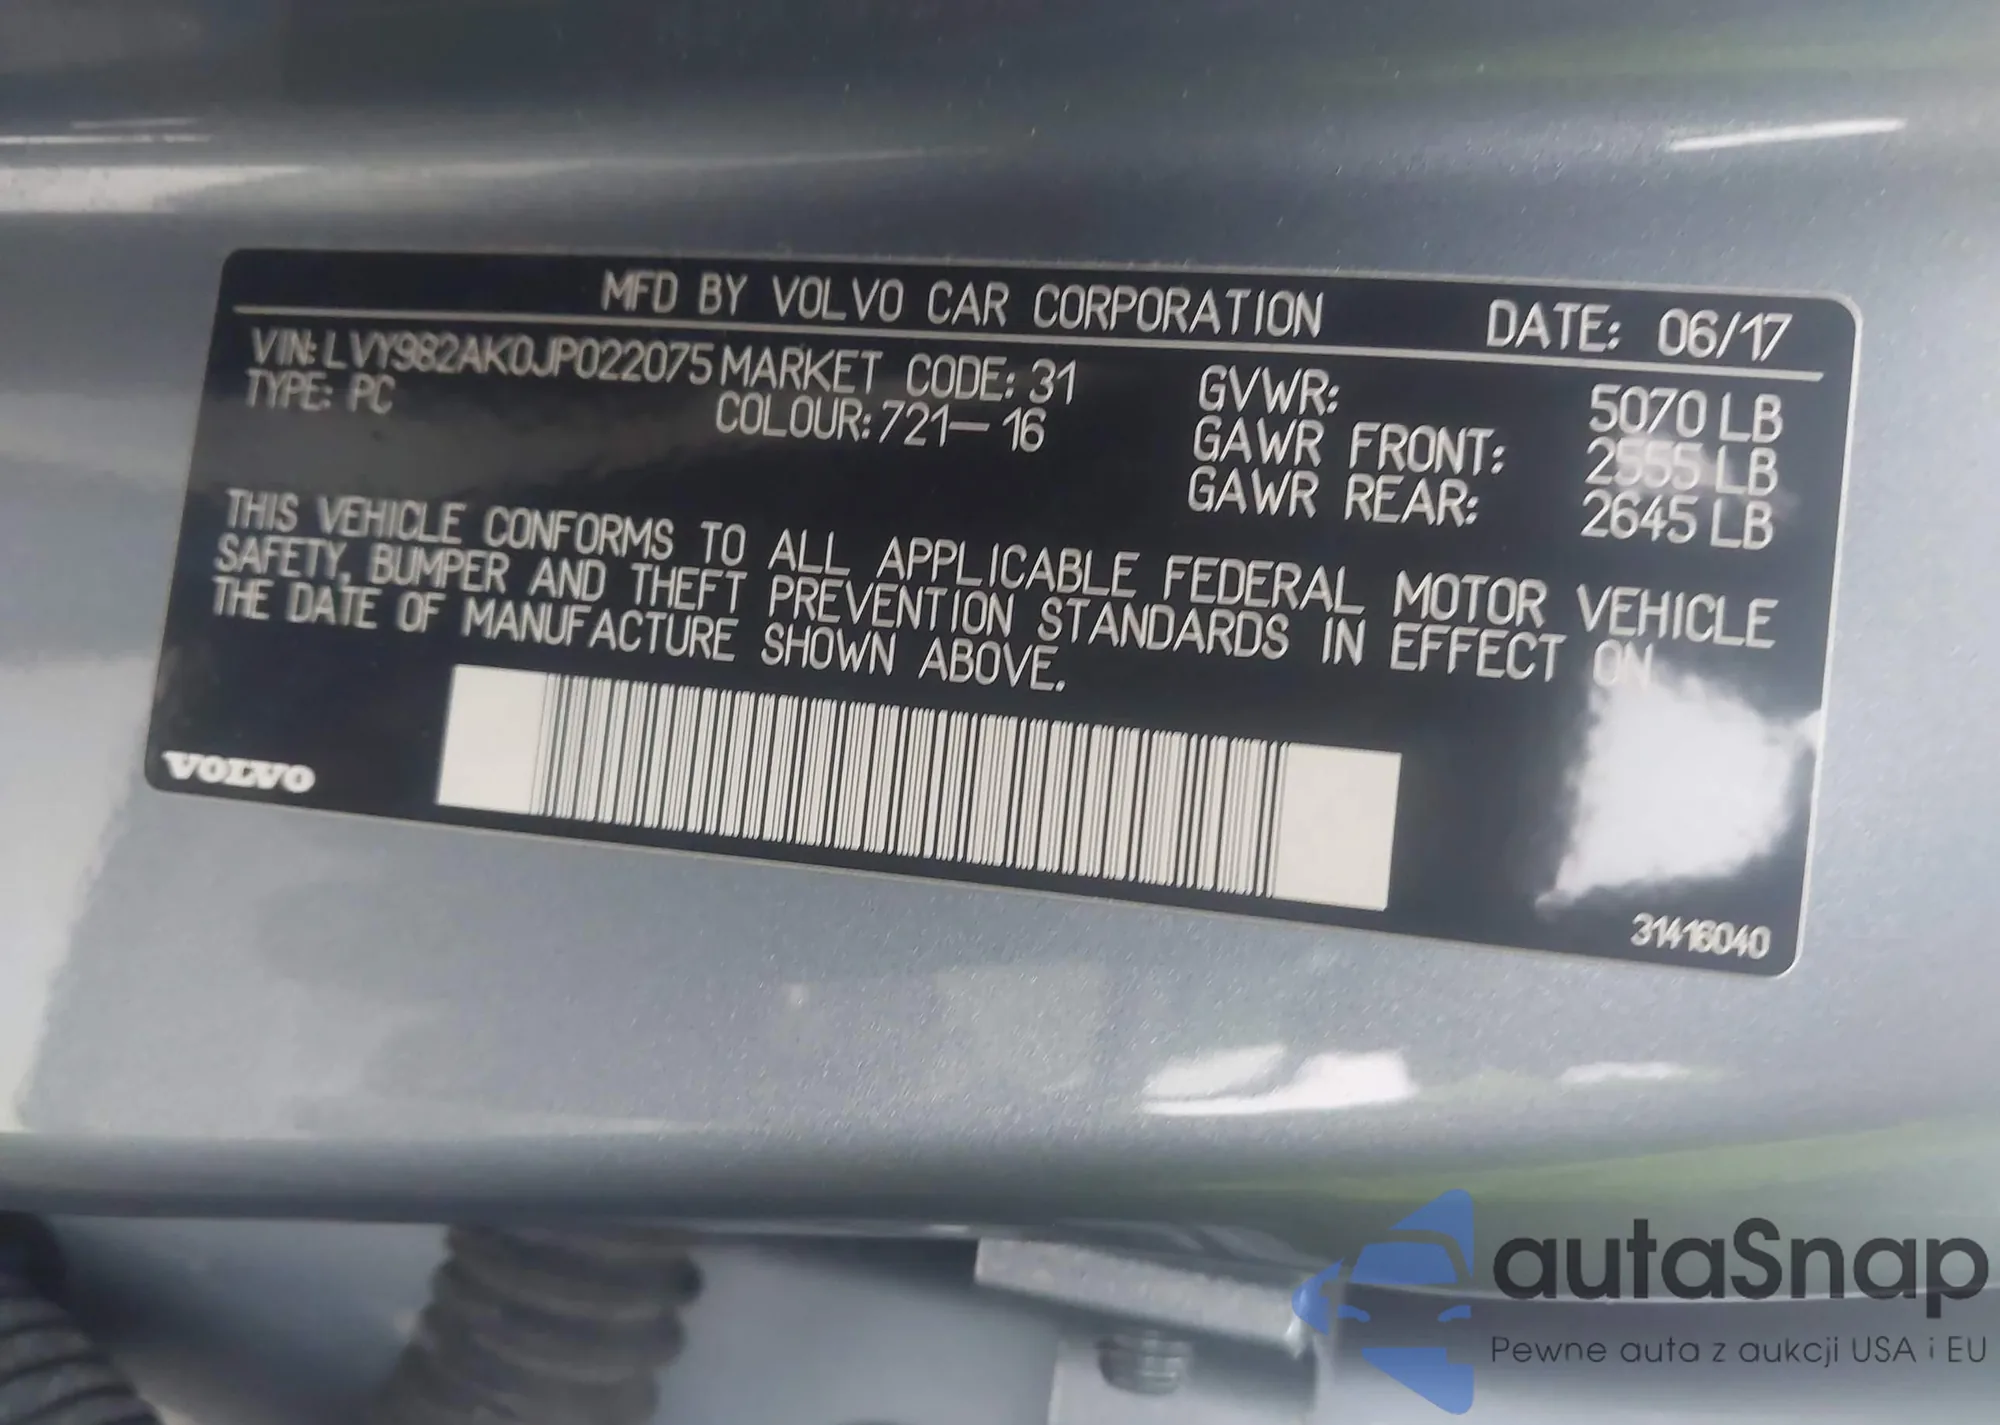 MFD BY VOLVO CAR CORPORATION DATE: 06/17
VIN: LVY982AK0JP022075 MARKET CODE: 31 GVWR: 5070 LB
TYPE: PC COLOUR: 721-16 GAWR FRONT: 2555 LB
GAWR REAR: 2645 LB
THIS VEHICLE CONFORMS TO ALL APPLICABLE FEDERAL MOTOR VEHICLE
SAFETY, BUMPER AND THEFT PREVENTION STANDARDS IN EFFECT ON
THE DATE OF MANUFACTURE SHOWN ABOVE.
VOLVO
31416040
autaSnap
Pewne auta z aukcji USA i EU